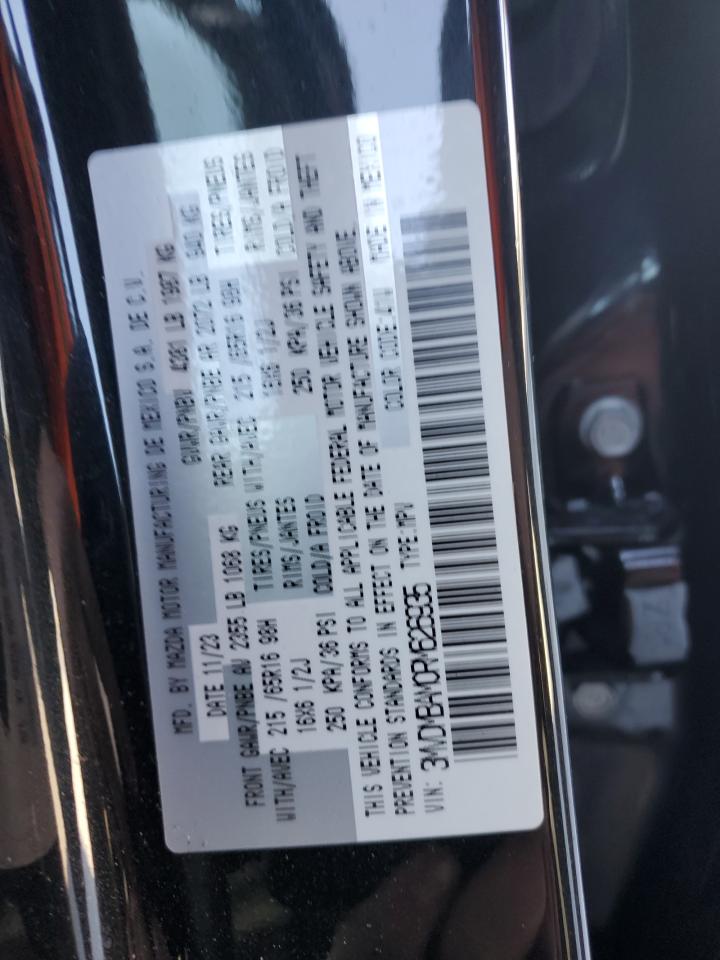 MFD. BY MAZDA MOTOR MANUFACTURING DE MEXICO S.A. DE C.V.
DATE 11/23 GVWR/PNBV 4381 LB 1987 KG
FRONT GAWR/PNBE AV 2355 LB 1068 KG REAR GAWR/PNBE AR 2072 LB 940 KG
WITH/AVEC 215 /65R16 98H TIRES/PNEUS WITH/AVEC 215 /65R16 98H TIRES/PNEUS
16X6 1/2J RIMS/JANTES 16X6 1/2J RIMS/JANTES
250 KPA/36 PSI COLD/A FROID 250 KPA/36 PSI COLD/A FROID
THIS VEHICLE CONFORMS TO ALL APPLICABLE FEDERAL MOTOR VEHICLE SAFETY AND THEFT
PREVENTION STANDARDS IN EFFECT ON THE DATE OF MANUFACTURE SHOWN ABOVE.
VIN: TYPE:MPV COLOR CODE: MADE IN MEXICO